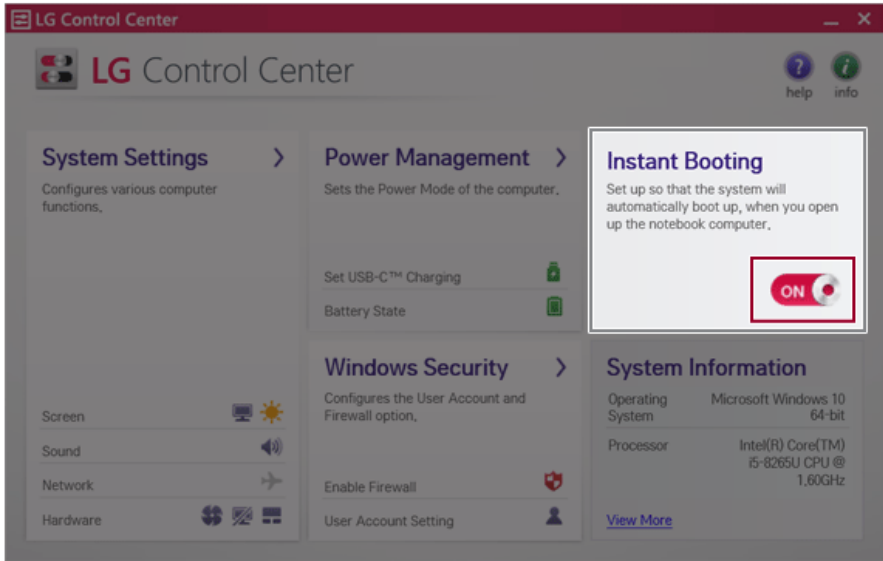 LG Control Center
LG Control Center
help
info
System Settings
Configures various computer
functions.
Screen
Sound
Network
Hardware
Power Management
Sets the Power Mode of the computer.
Set USB-C™ Charging
Battery State
Windows Security
Configures the User Account and
Firewall option.
Enable Firewall
User Account Setting
Instant Booting
Set up so that the system will
automatically boot up, when you open
up the notebook computer.
ON
System Information
Operating System
Microsoft Windows 10
64-bit
Processor
Intel(R) Core(TM)
i5-8265U CPU @
1.60GHz
View More